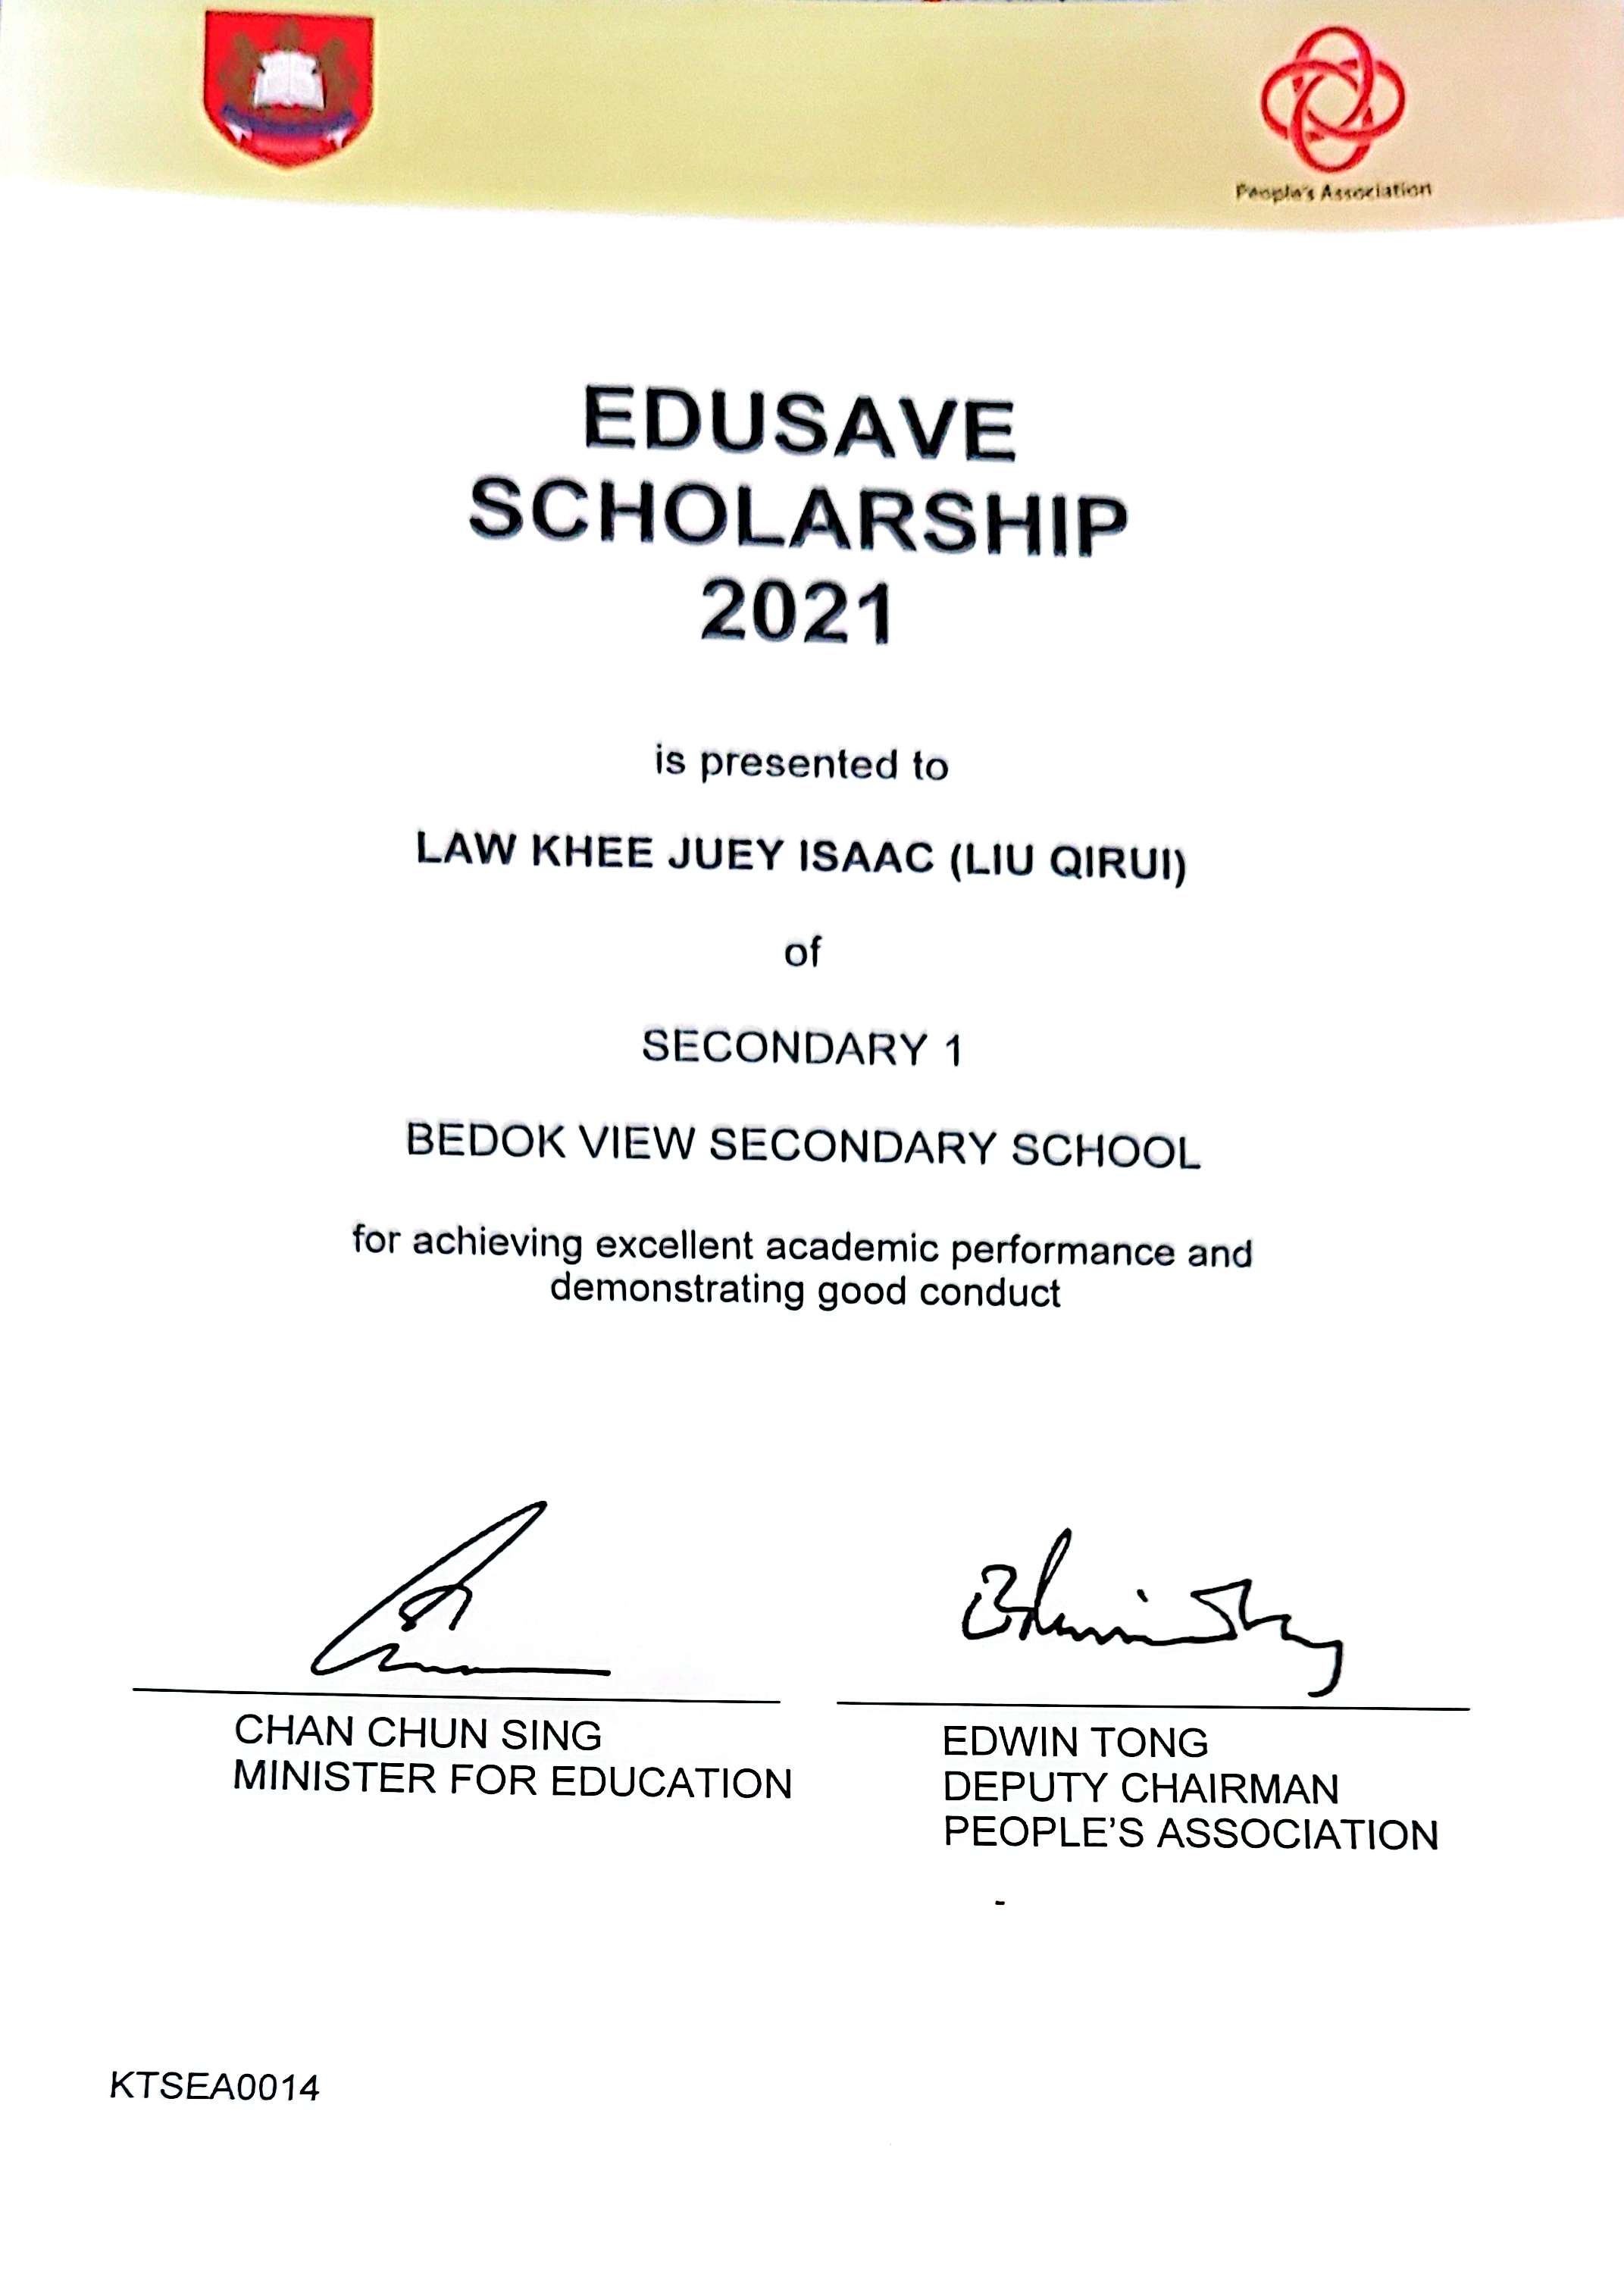 People's Association
EDUSAVE
SCHOLARSHIP
2021
is presented to
LAW KHEE JUEY ISAAC (LIU QIRUI)
of
SECONDARY 1
BEDOK VIEW SECONDARY SCHOOL
for achieving excellent academic performance and
demonstrating good conduct
CHAN CHUN SING
MINISTER FOR EDUCATION
EDWIN TONG
DEPUTY CHAIRMAN
PEOPLE'S ASSOCIATION
KTSEA0014